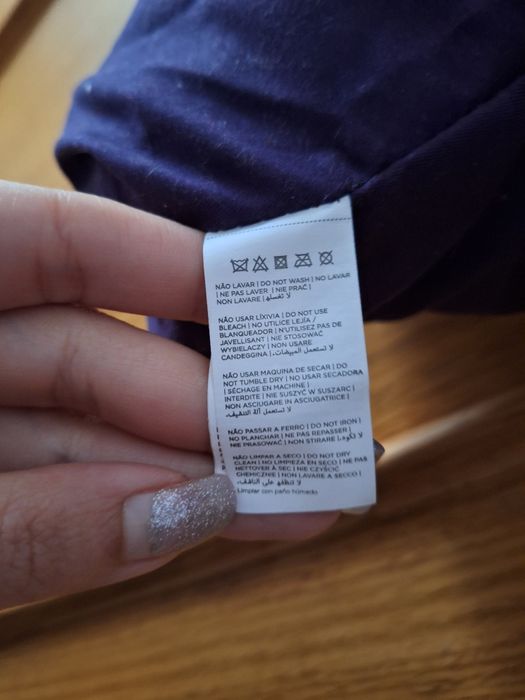 NÃO LAVAR | DO NOT WASH | NO LAVAR
| NE PAS LAVER | NIE PRAĆ |
NON LAVARE | لا تغسلها
NÃO USAR LÍXIVIA | DO NOT USE
BLEACH | NO UTILICE LEJÍA /
BLANQUEADOR | N'UTILISEZ PAS DE
JAVELLISANT | NIE STOSOWAĆ
WYBIELACZY | NON USARE
CANDEGGINA | لا تستعمل المبيضات
NÃO USAR MAQUINA DE SECAR | DO
NOT TUMBLE DRY | NO USAR SECADORA
| SÉCHAGE EN MACHINE |
INTERDITE | NIE SUSZYĆ W SUSZARC |
NON ASCIUGARE IN ASCIUGATRICE |
لا تستعمل آلة التنشيف
NÃO PASSAR A FERRO | DO NOT IRON |
NO PLANCHAR | NE PAS REPASSER |
NIE PRASOWAĆ | NON STIRARE | لا تكوه
NÃO LIMPAR A SECO | DO NOT DRY
CLEAN | NO LIMPIEZA EN SECO | NE PAS
NETTOYER À SEC | NIE CZYŚCIĆ
CHEMICZNIE | NON LAVARE A SECCO |
لا تنظفها على الناشف
Limpiar con paño húmedo